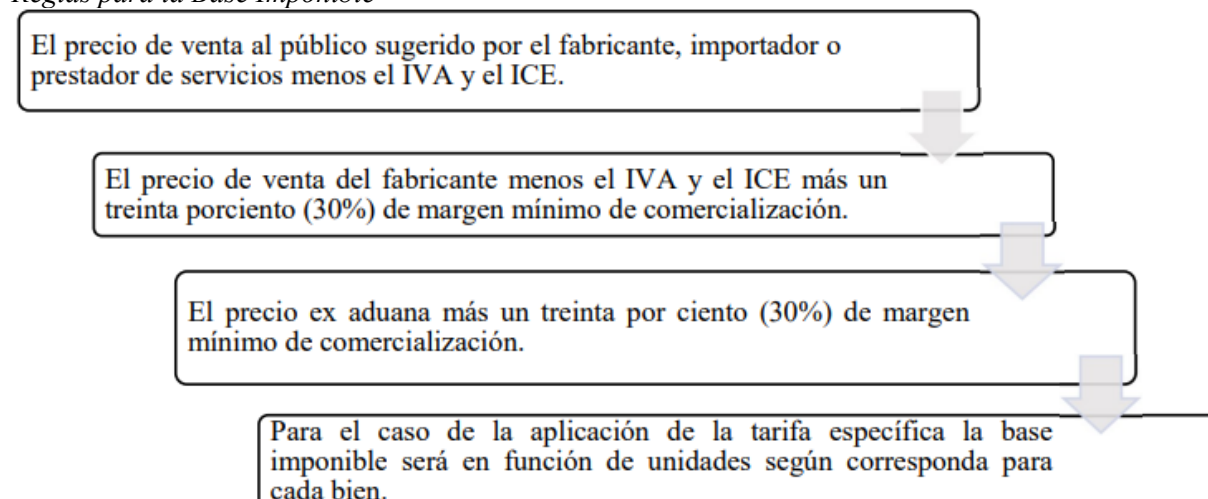 Reglas para la Base Imponible
El precio de venta al público sugerido por el fabricante, importador o
prestador de servicios menos el IVA y el ICE.
El precio de venta del fabricante menos el IVA y el ICE más un
treinta porciento (30%) de margen mínimo de comercialización.
El precio ex aduana más un treinta por ciento (30%) de margen
mínimo de comercialización.
Para el caso de la aplicación de la tarifa específica la base
imponible será en función de unidades según corresponda para
cada bien.